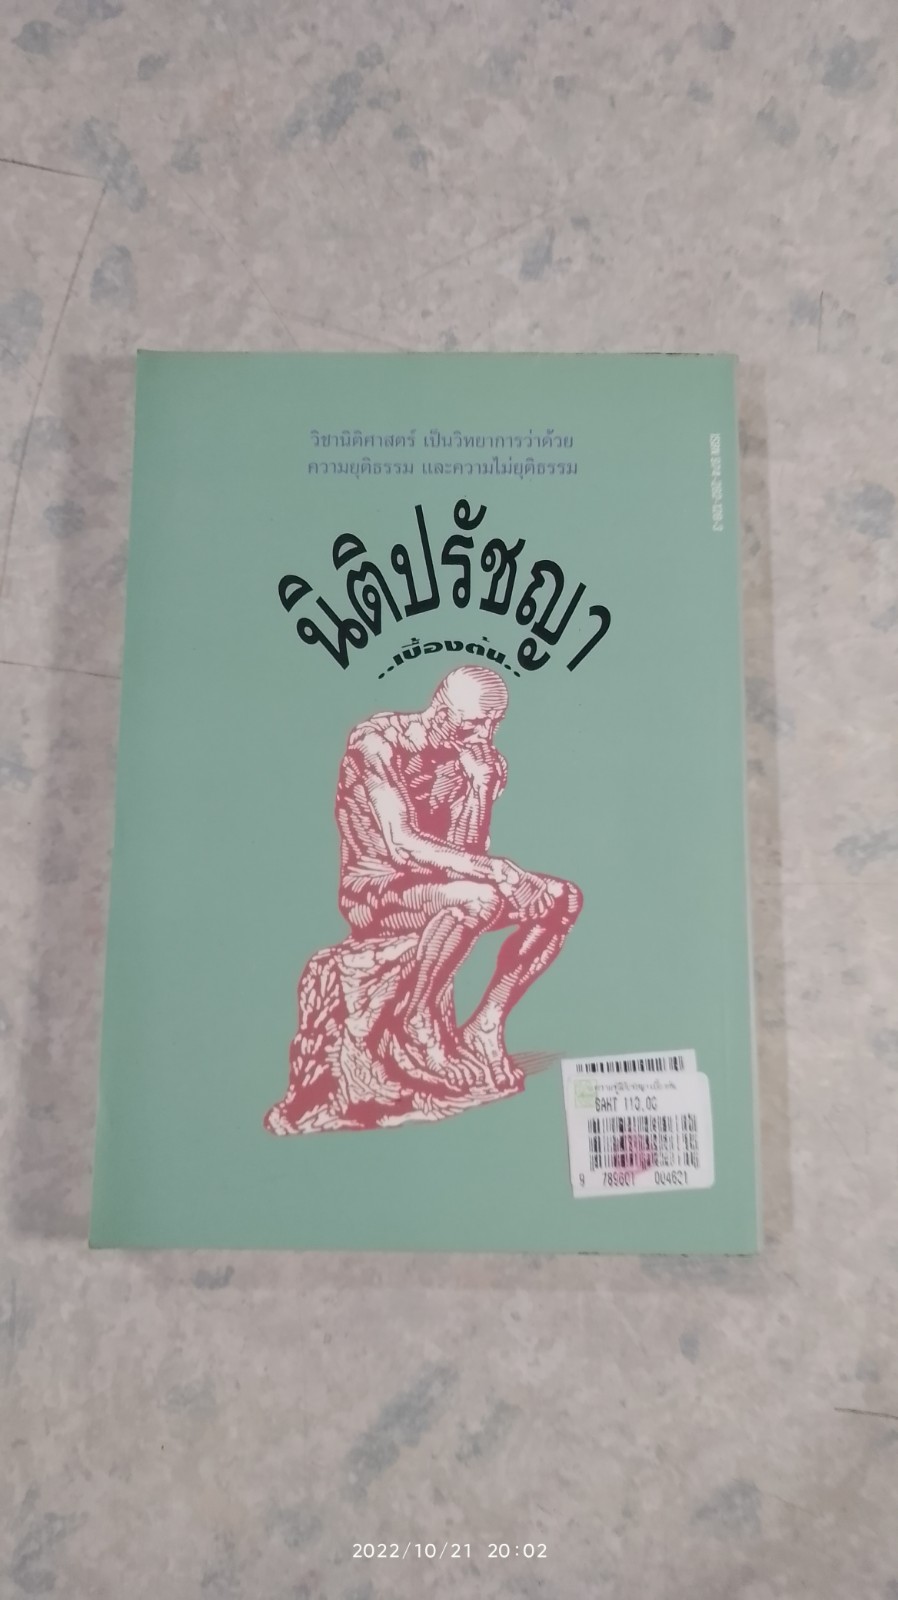 วิชานิติศาสตร์ เป็นวิทยาการว่าด้วย
ความยุติธรรม และความไม่ยุติธรรม
นิติปรัชญา
..เบื้องต้น..
BAHT 110.00
9 789601 004621
2022/10/21 20:02